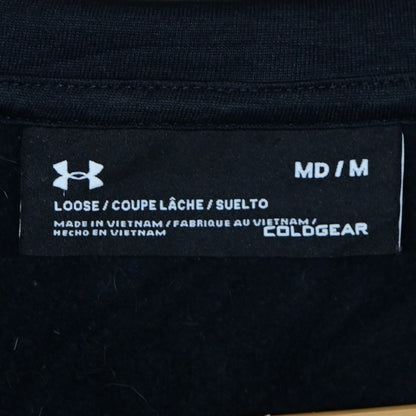 MD / M
LOOSE / COUPE LÂCHE / SUELTO
MADE IN VIETNAM / FABRIQUE AU VIETNAM /
HECHO EN VIETNAM
COLDGEAR